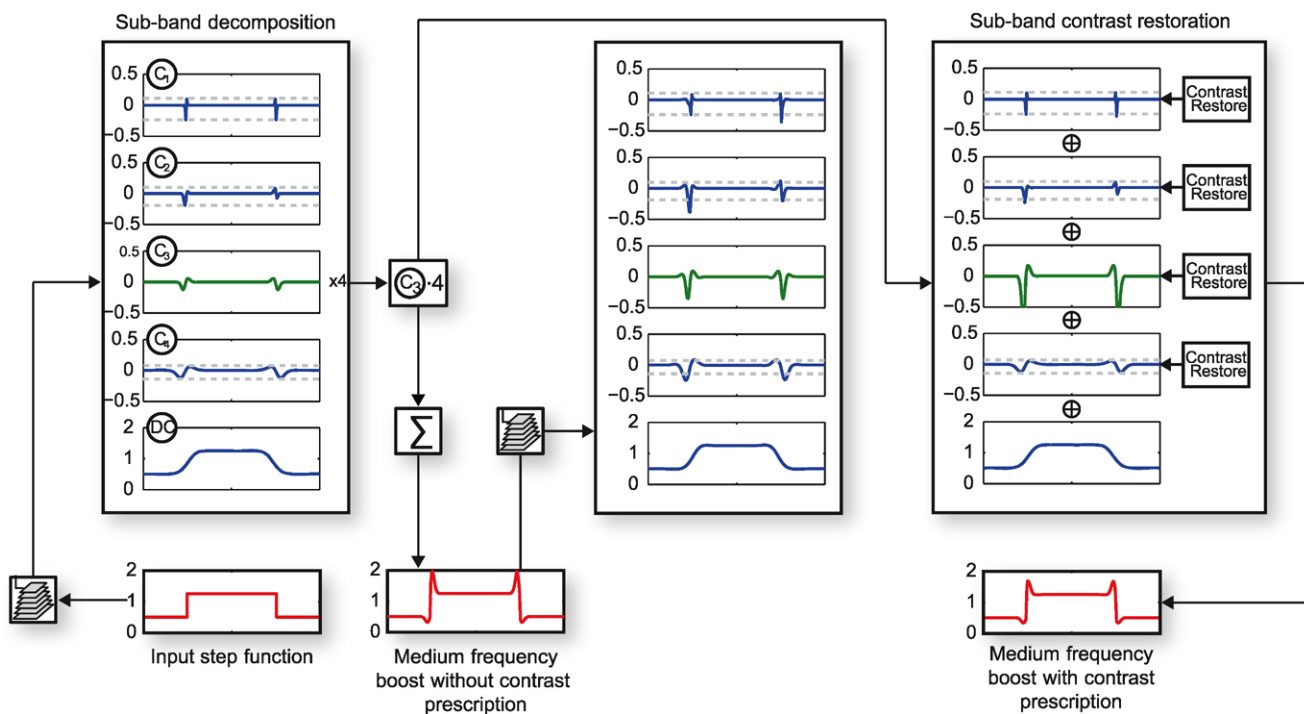 Sub-band decomposition
0.5
C1
0
−0.5
0.5
C2
0
−0.5
0.5
C3
0
−0.5
x4
0.5
C4
0
−0.5
2
DC
1
0
C3·4
Σ
0.5
0
−0.5
0.5
0
−0.5
0.5
0
−0.5
0.5
0
−0.5
2
1
0
Sub-band contrast restoration
0.5
0
−0.5
Contrast
Restore
⊕
0.5
0
−0.5
Contrast
Restore
⊕
0.5
0
−0.5
Contrast
Restore
⊕
0.5
0
−0.5
Contrast
Restore
⊕
2
1
0
L
2
1
0
Input step function
L
2
1
0
Medium frequency
boost without contrast
prescription
2
1
0
Medium frequency
boost with contrast
prescription